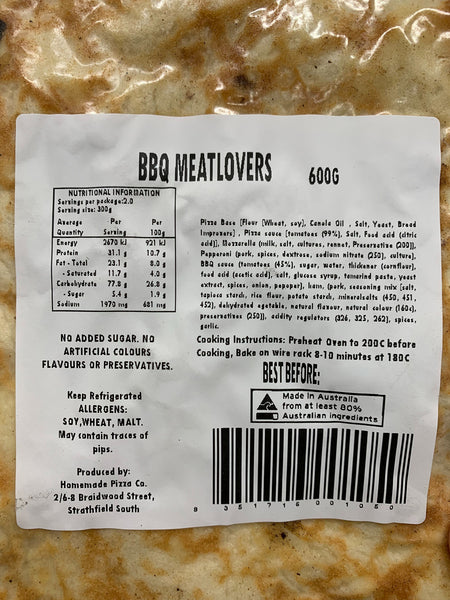 BBQ MEATLOVERS 600G
NUTRITIONAL INFORMATION
Servings per package:2.0
Serving size: 300g
Average Per Per
Quantity Serving 100g
Energy 2670 kJ 921 kJ
Protein 31.1 g 10.7 g
Fat - Total 23.1 g 8.0 g
- Saturated 11.7 g 4.0 g
Carbohydrate 77.8 g 26.8 g
- Sugar 5.4 g 1.9 g
Sodium 1970 mg 681 mg
NO ADDED SUGAR. NO
ARTIFICIAL COLOURS
FLAVOURS OR PRESERVATIVES.
Keep Refrigerated
ALLERGENS:
SOY,WHEAT, MALT.
May contain traces of
pips.
Produced by:
Homemade Pizza Co.
2/6-8 Braidwood Street,
Strathfield South
Pizza Base [Flour [Wheat, soy], Canola Oil , Salt, Yeast, Bread
Improvers] , Pizza sauce [tomatoes (99%), Salt, Food acid (citric
acid)], Mozzarella (milk, salt, cultures, rennet, Preservative (200)],
Pepperoni (pork, spices, dextrose, sodium nitrate (250), culture),
BBQ sauce (tomatoes (45%), sugar, water, thickener (cornflour),
food acid (acetic acid), salt, glucose syrup, tamarind paste, yeast
extract, spices, onion, papoper), ham, (pork, seasoning mix [salt,
tapioca starch, rice flour, potato starch, mineralsalts (450, 451,
452), dehydrated vgetable, natural flavour, natural colour (160c),
preservatives (250)], acidity regulators (326, 325, 262), spices,
garlic.
Cooking Instructions: Preheat Oven to 200C before
Cooking, Bake on wire rack 8-10 minutes at 180C
BEST BEFORE:
Made in Australia
from at least 80%
Australian ingredients
8 351716 001050